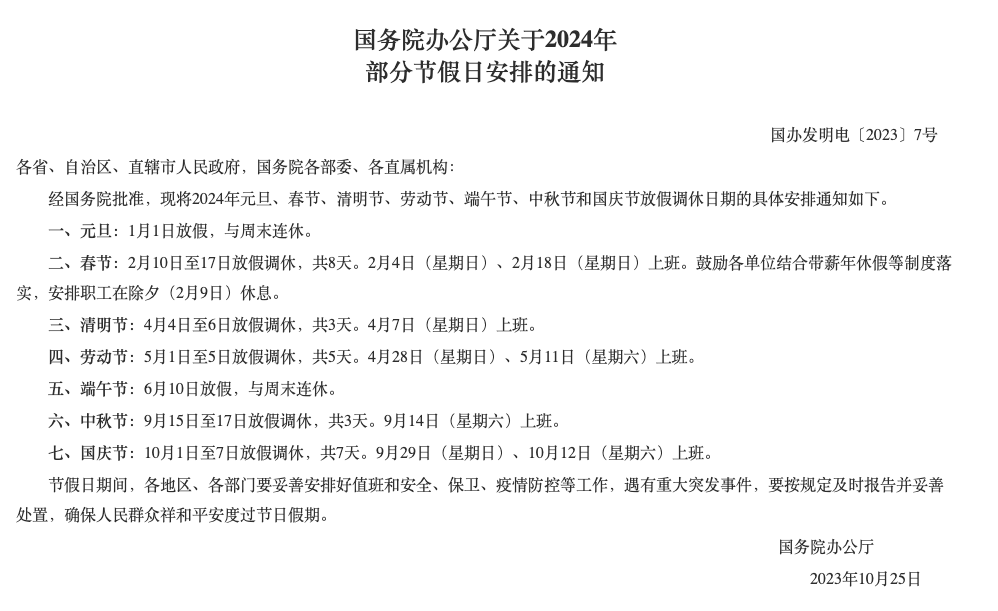 国务院办公厅关于2024年
部分节假日安排的通知
国办发明电〔2023〕7号
各省、自治区、直辖市人民政府，国务院各部委、各直属机构：
经国务院批准，现将2024年元旦、春节、清明节、劳动节、端午节、中秋节和国庆节放假调休日期的具体安排通知如下。
一、元旦：1月1日放假，与周末连休。
二、春节：2月10日至17日放假调休，共8天。2月4日（星期日）、2月18日（星期日）上班。鼓励各单位结合带薪年休假等制度落
实，安排职工在除夕（2月9日）休息。
三、清明节：4月4日至6日放假调休，共3天。4月7日（星期日）上班。
四、劳动节：5月1日至5日放假调休，共5天。4月28日（星期日）、5月11日（星期六）上班。
五、端午节：6月10日放假，与周末连休。
六、中秋节：9月15日至17日放假调休，共3天。9月14日（星期六）上班。
七、国庆节：10月1日至7日放假调休，共7天。9月29日（星期日）、10月12日（星期六）上班。
节假日期间，各地区、各部门要妥善安排好值班和安全、保卫、疫情防控等工作，遇有重大突发事件，要按规定及时报告并妥善
处置，确保人民群众祥和平安度过节日假期。
国务院办公厅
2023年10月25日